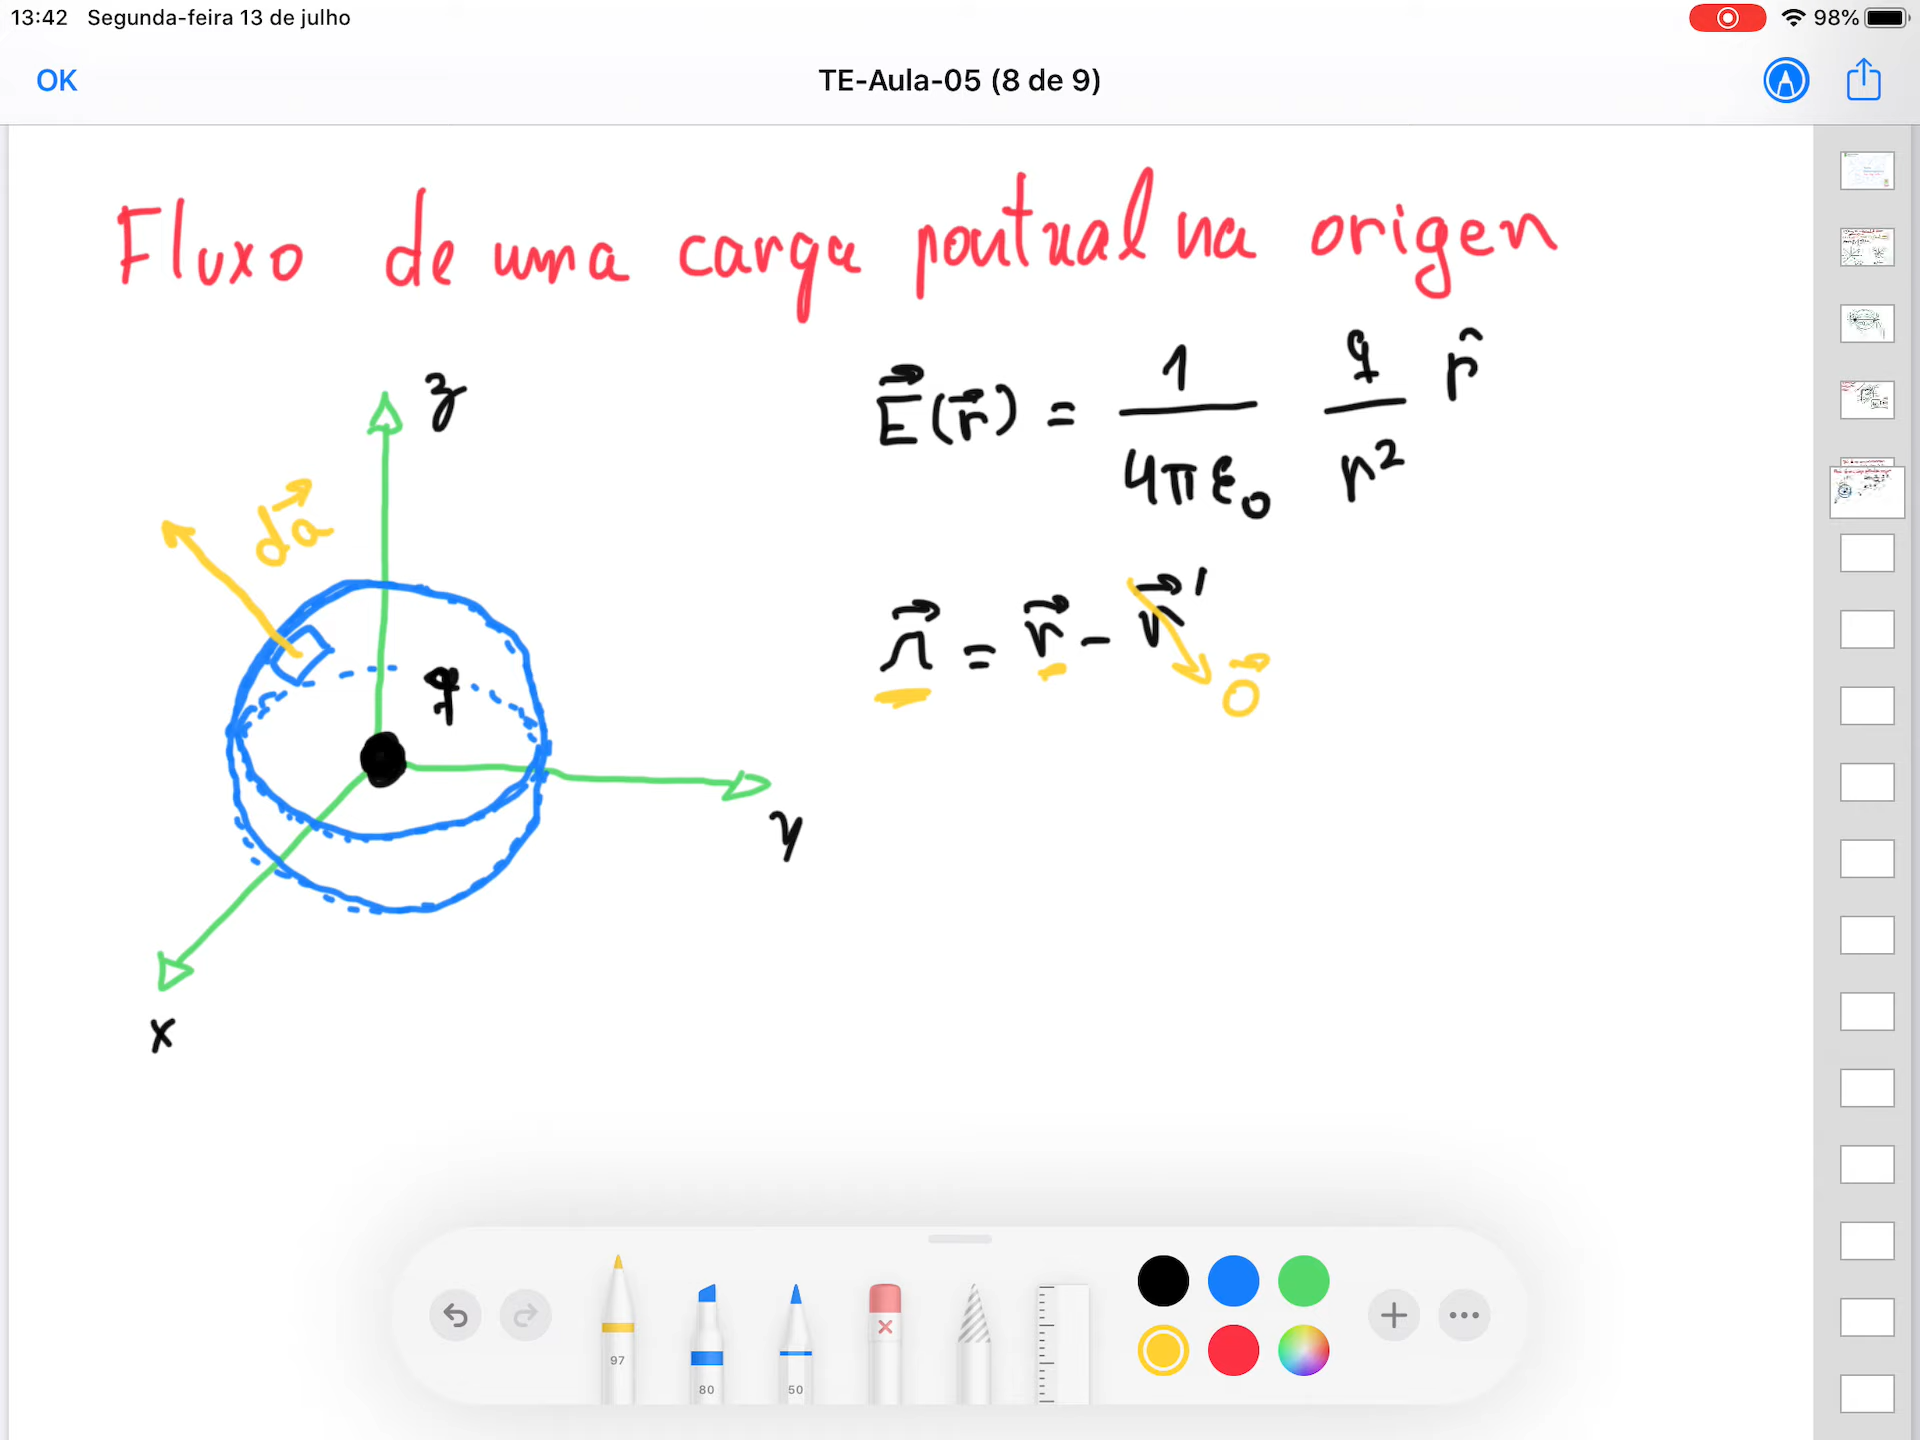 13:42 Segunda-feira 13 de julho 98%
OK TE-Aula-05 (8 de 9)
Fluxo de uma carga pontual na origen
z
E⃗(r⃗) = 1/4πε₀ q/r² r̂
da⃗
𝓇⃗ = r⃗ - r⃗' 0⃗
q
y
x
97 80 50